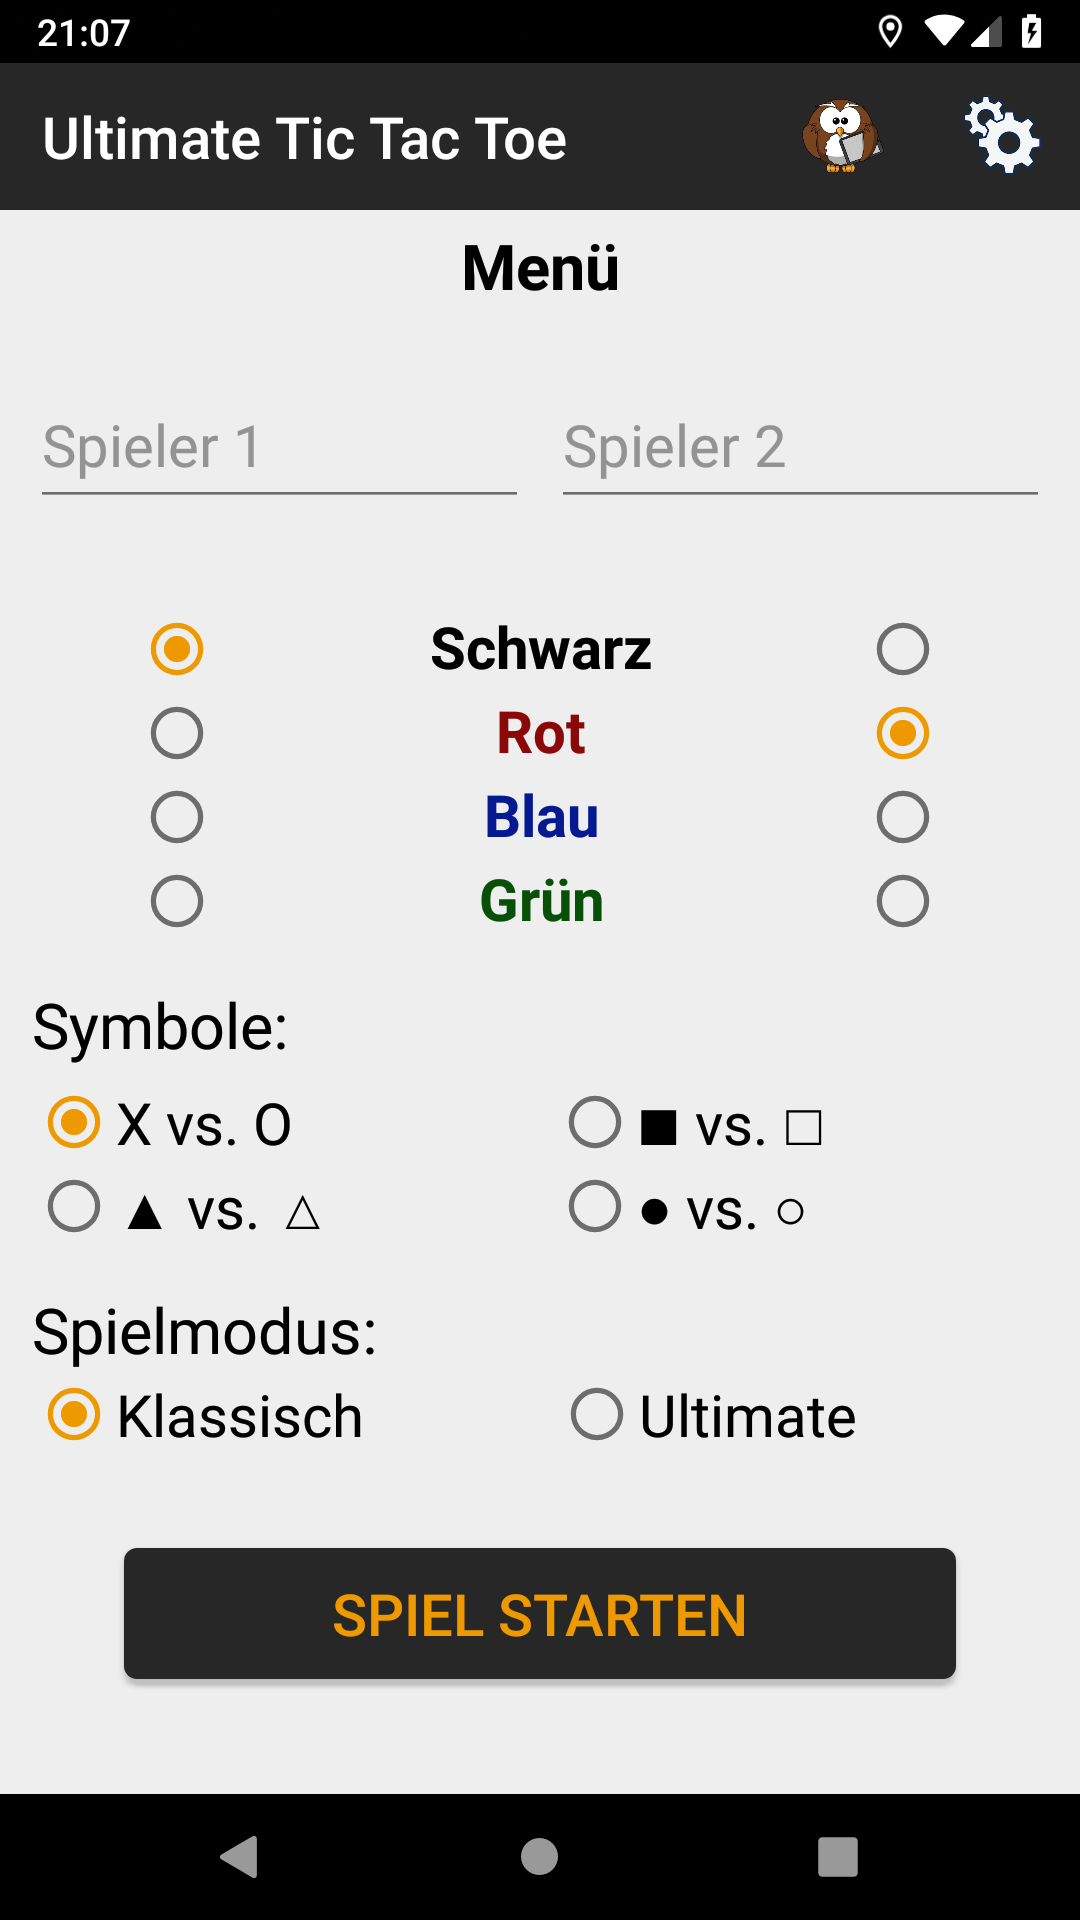 21:07
Ultimate Tic Tac Toe
Menü
Spieler 1 Spieler 2
Schwarz
Rot
Blau
Grün
Symbole:
X vs. O ■ vs. □
▲ vs. △ ● vs. ○
Spielmodus:
Klassisch Ultimate
SPIEL STARTEN